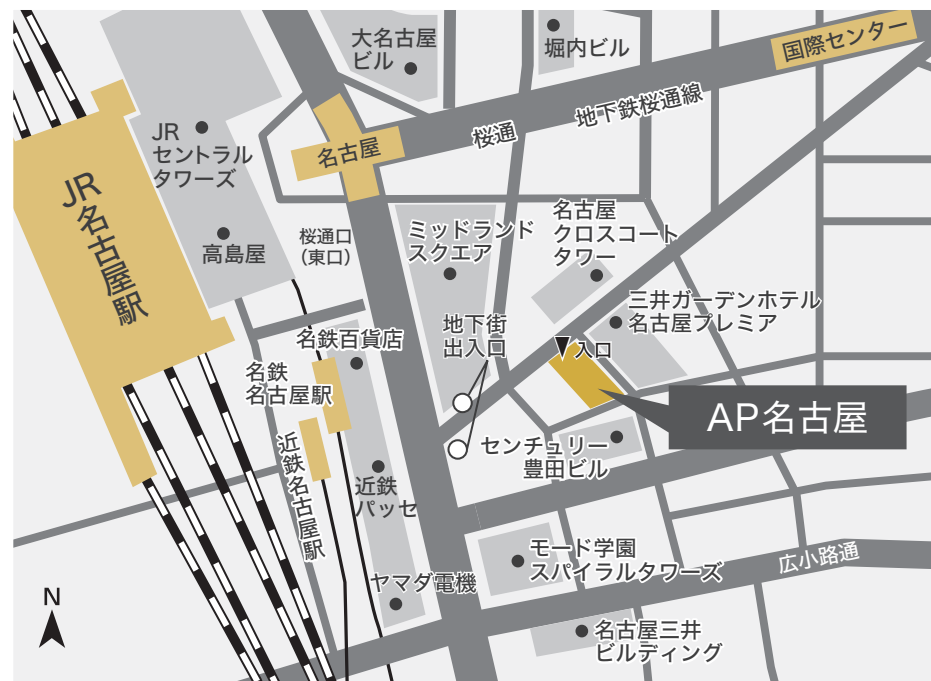 大名古屋
ビル
堀内ビル
国際センター
地下鉄桜通線
桜通
名古屋
JR
セントラル
タワーズ
高島屋
JR名古屋駅
桜通口
（東口）
ミッドランド
スクエア
名古屋
クロスコート
タワー
三井ガーデンホテル
名古屋プレミア
地下街
出入口
入口
名鉄百貨店
名鉄
名古屋駅
近鉄名古屋駅
AP名古屋
センチュリー
豊田ビル
近鉄
パッセ
モード学園
スパイラルタワーズ
広小路通
ヤマダ電機
名古屋三井
ビルディング
N